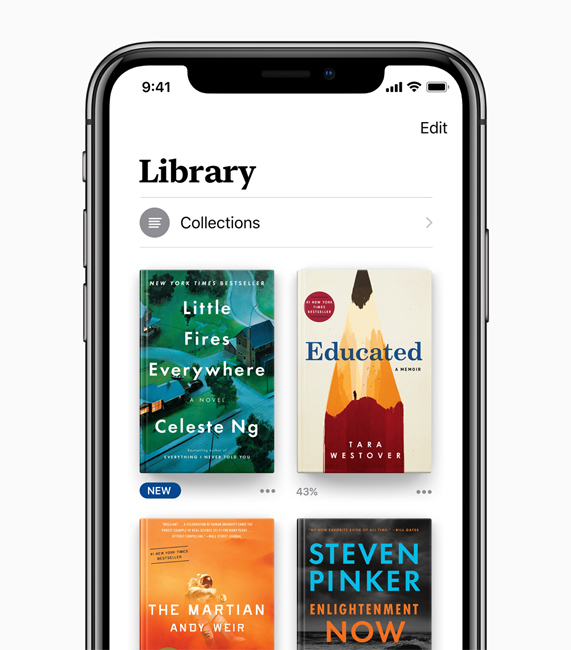 9:41
Edit
Library
Collections
NEW YORK TIMES BESTSELLER
Little
Fires
Everywhere
A NOVEL
Celeste Ng
Bestselling author of
EVERYTHING I NEVER TOLD YOU
NEW
#1 NEW YORK
TIMES
BESTSELLER
Educated
A MEMOIR
TARA
WESTOVER
43%
#1 NEW YORK TIMES
BESTSELLER
THE MARTIAN
ANDY WEIR
"MY NEW FAVORITE BOOK OF ALL TIME." —BILL GATES
STEVEN
PINKER
ENLIGHTENMENT
NOW